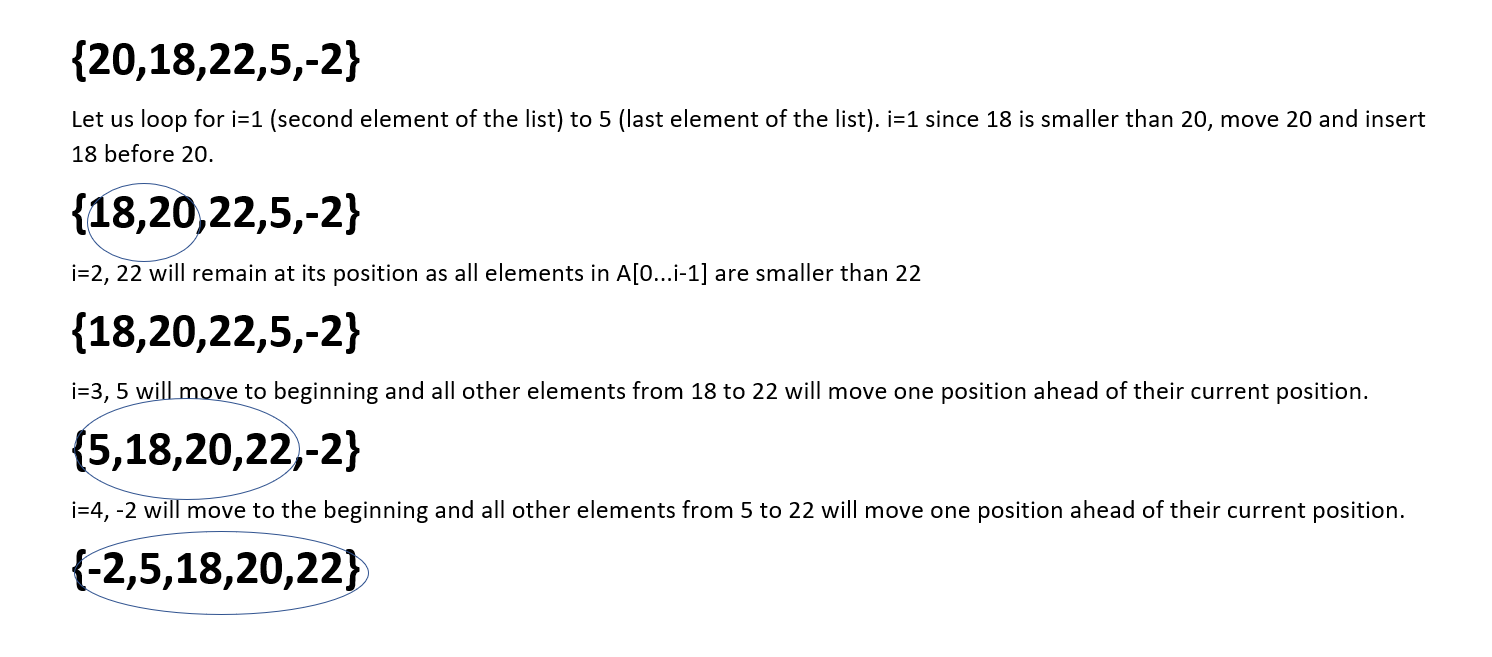 {20,18,22,5,-2}
Let us loop for i=1 (second element of the list) to 5 (last element of the list). i=1 since 18 is smaller than 20, move 20 and insert
18 before 20.
{18,20,22,5,-2}
i=2, 22 will remain at its position as all elements in A[0...i-1] are smaller than 22
{18,20,22,5,-2}
i=3, 5 will move to beginning and all other elements from 18 to 22 will move one position ahead of their current position.
{5,18,20,22,-2}
i=4, -2 will move to the beginning and all other elements from 5 to 22 will move one position ahead of their current position.
{-2,5,18,20,22}